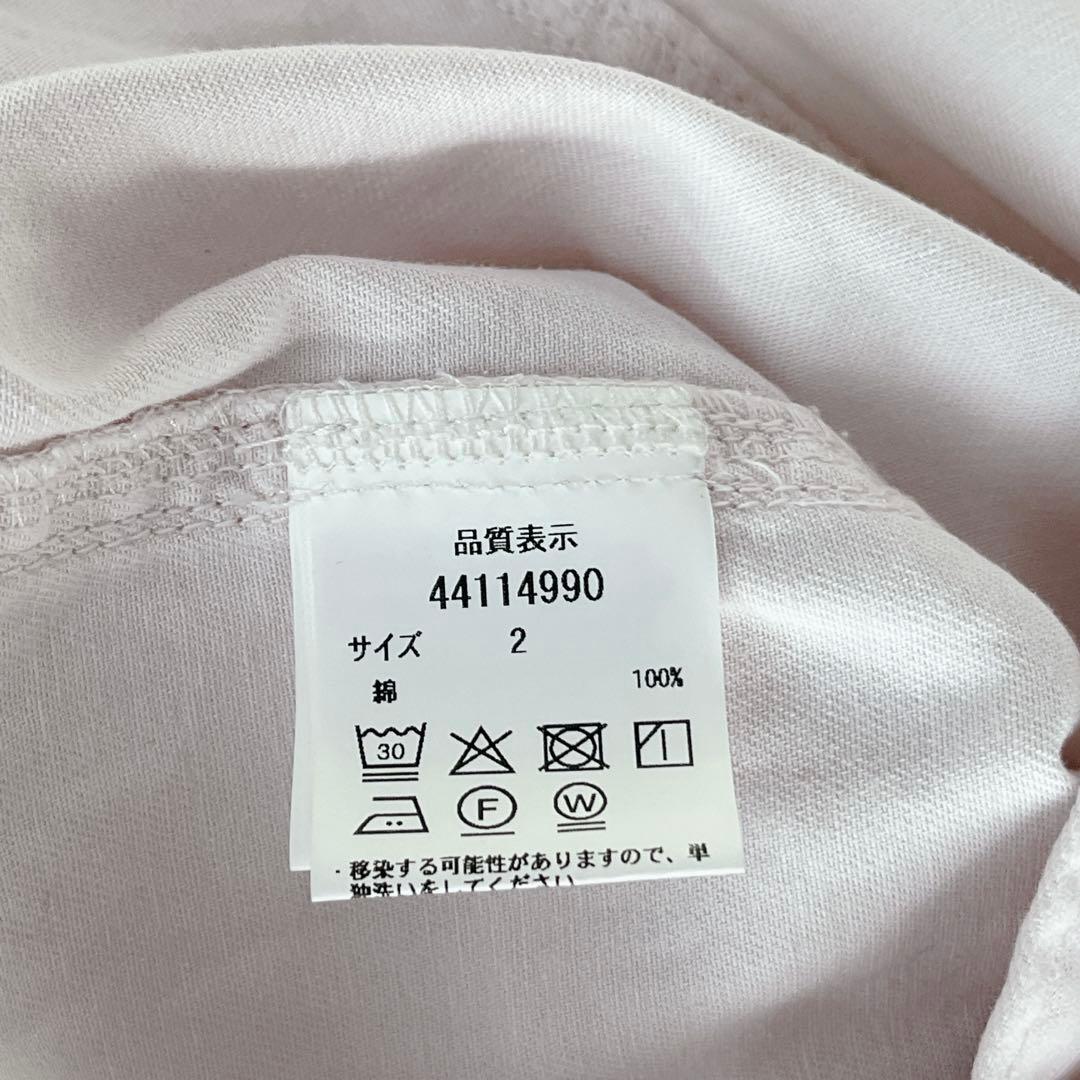 品質表示
44114990
サイズ 2
綿 100%
30
F W
・移染する可能性がありますので、単
独洗いをしてください